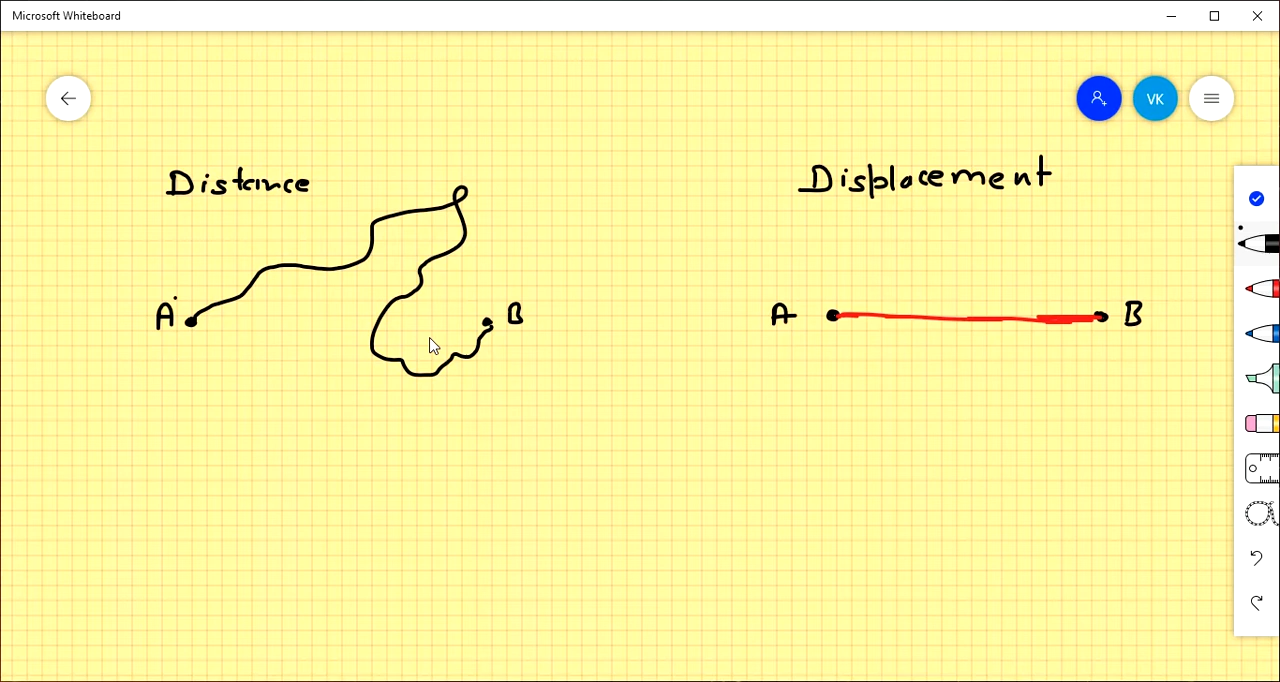 Microsoft Whiteboard
VK
Distance
Displacement
A
B
A
B